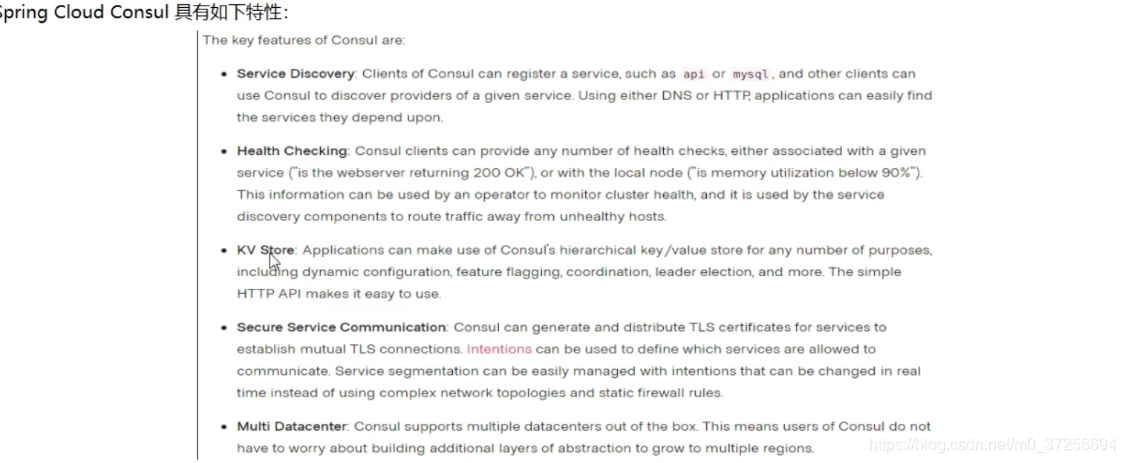 Spring Cloud Consul 具有如下特性：
The key features of Consul are:
• Service Discovery: Clients of Consul can register a service, such as api or mysql, and other clients can
use Consul to discover providers of a given service. Using either DNS or HTTP, applications can easily find
the services they depend upon.
• Health Checking: Consul clients can provide any number of health checks, either associated with a given
service ("is the webserver returning 200 OK"), or with the local node ("is memory utilization below 90%").
This information can be used by an operator to monitor cluster health, and it is used by the service
discovery components to route traffic away from unhealthy hosts.
• KV Store: Applications can make use of Consul's hierarchical key/value store for any number of purposes,
including dynamic configuration, feature flagging, coordination, leader election, and more. The simple
HTTP API makes it easy to use.
• Secure Service Communication: Consul can generate and distribute TLS certificates for services to
establish mutual TLS connections. Intentions can be used to define which services are allowed to
communicate. Service segmentation can be easily managed with intentions that can be changed in real
time instead of using complex network topologies and static firewall rules.
• Multi Datacenter: Consul supports multiple datacenters out of the box. This means users of Consul do not
have to worry about building additional layers of abstraction to grow to multiple regions.
https://blog.csdn.net/m0_37258694